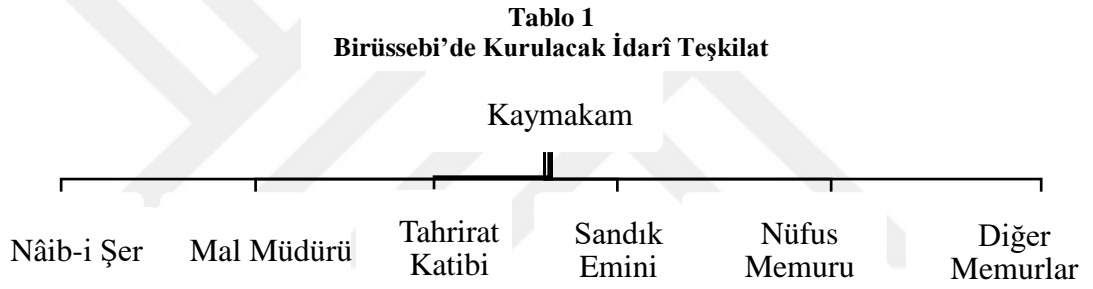 Tablo 1
Birüssebi’de Kurulacak İdarî Teşkilat
Kaymakam
Nâib-i Şer
Mal Müdürü
Tahrirat
Katibi
Sandık
Emini
Nüfus
Memuru
Diğer
Memurlar